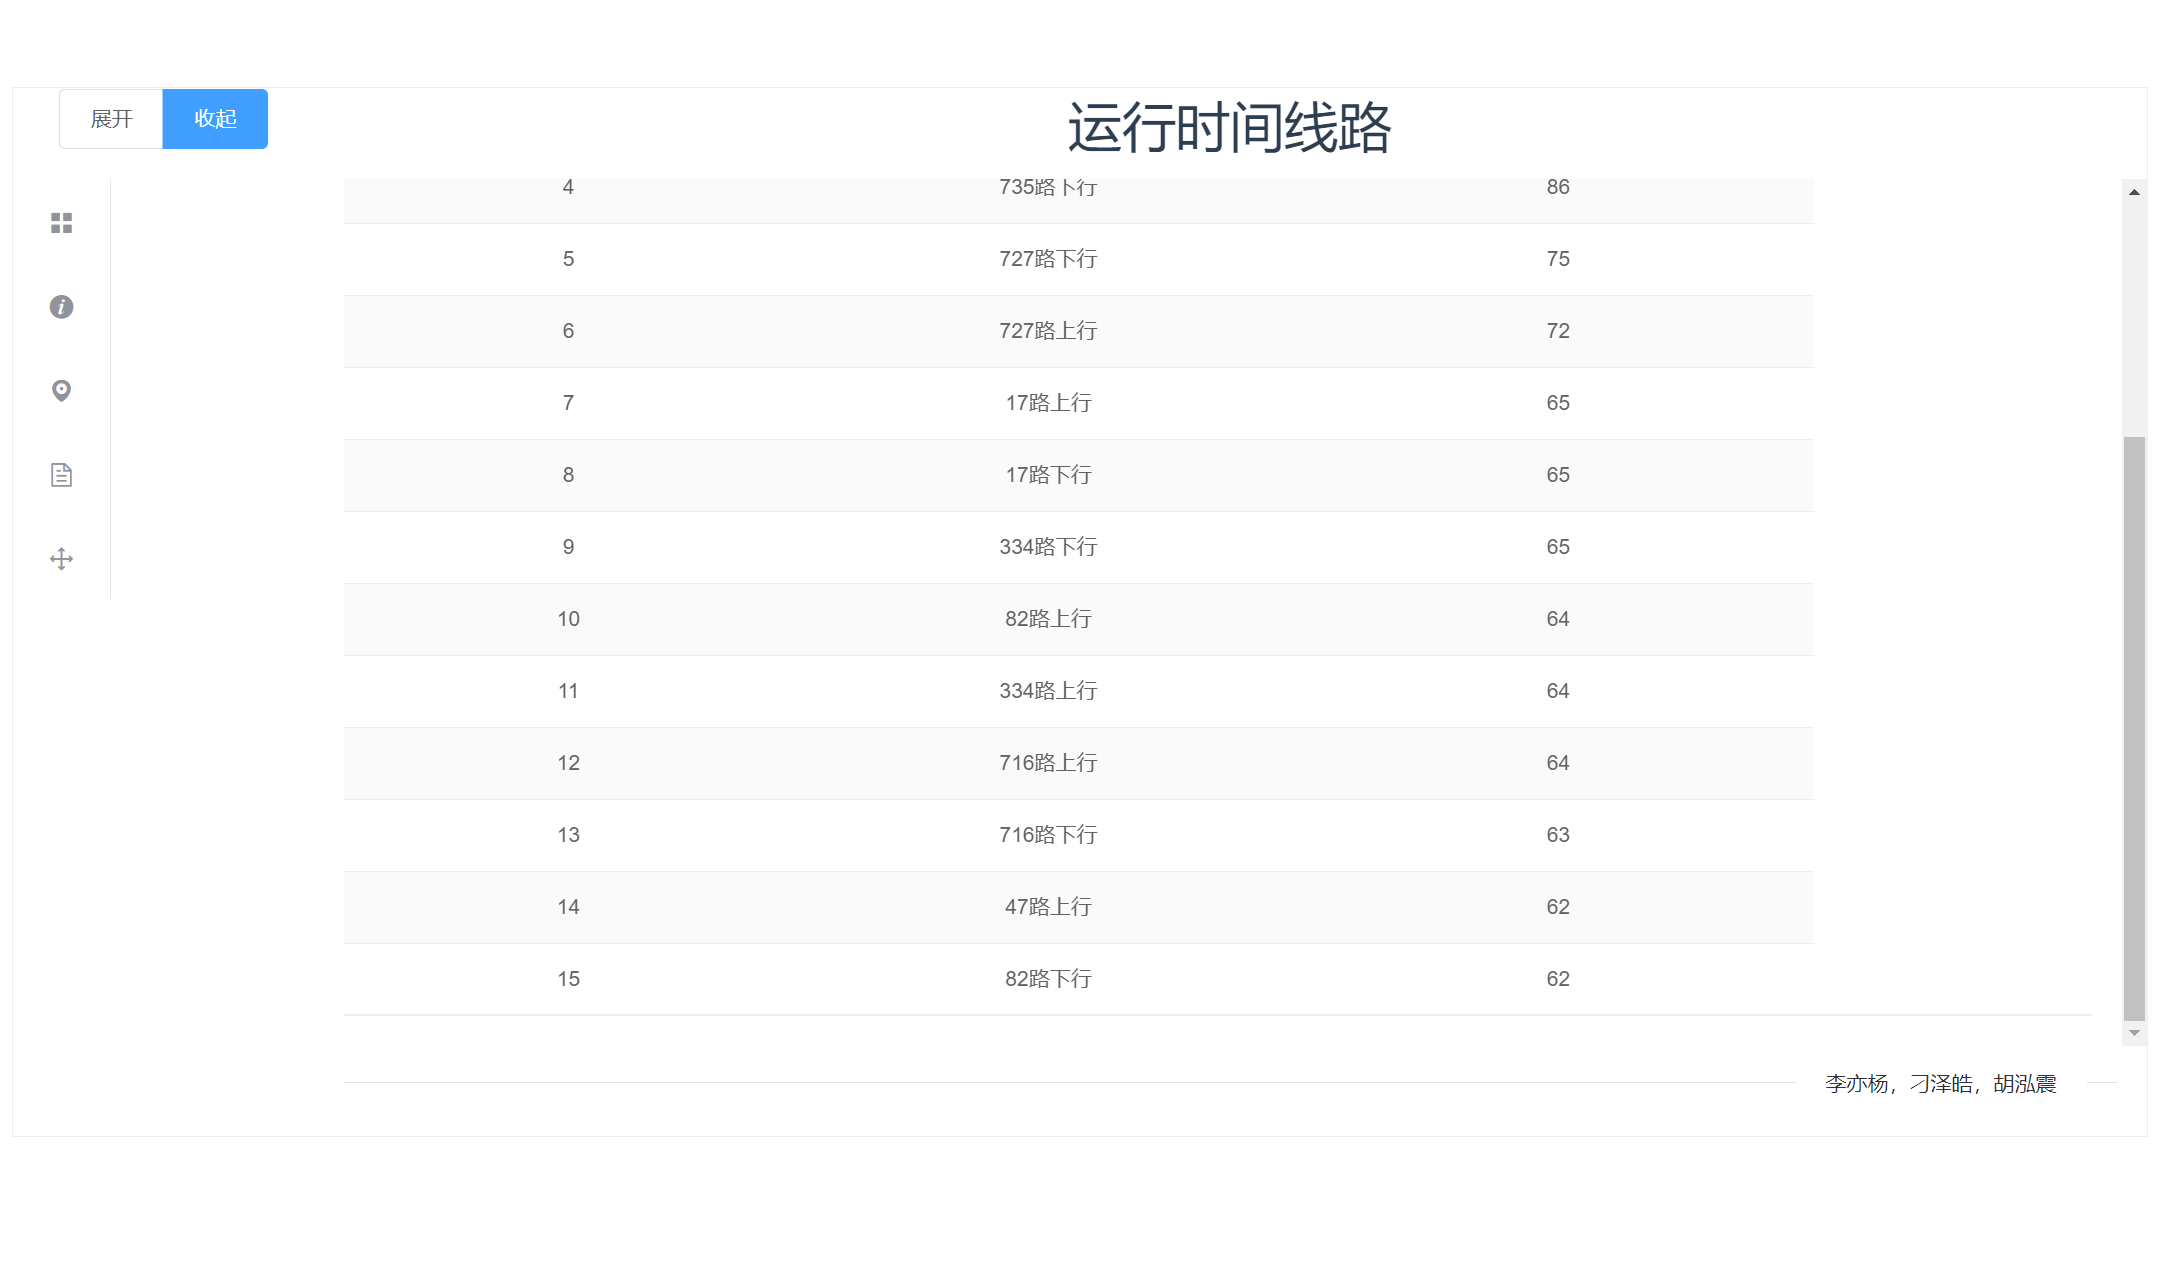 展开 收起 运行时间线路
4 735路下行 86
5 727路下行 75
6 727路上行 72
7 17路上行 65
8 17路下行 65
9 334路下行 65
10 82路上行 64
11 334路上行 64
12 716路上行 64
13 716路下行 63
14 47路上行 62
15 82路下行 62
李亦杨，刁泽皓，胡泓震